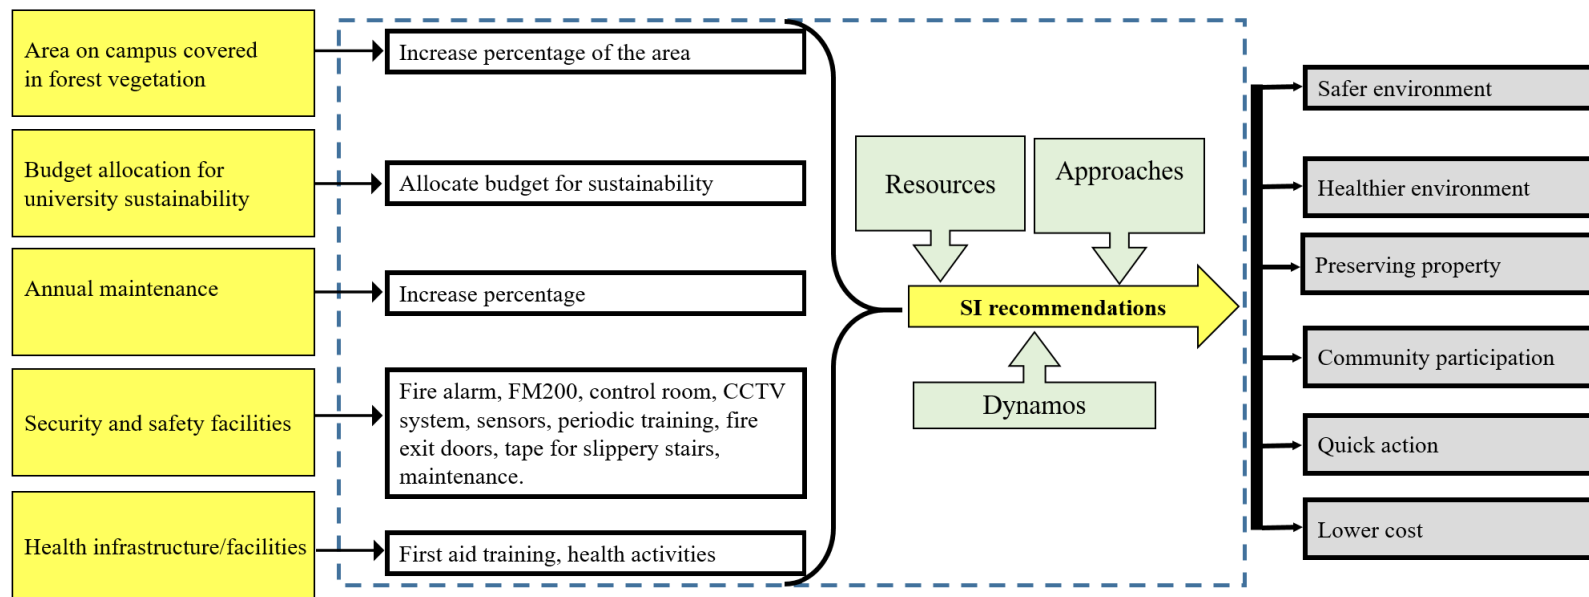 Area on campus covered
in forest vegetation
Increase percentage of the area
Budget allocation for
university sustainability
Allocate budget for sustainability
Annual maintenance
Increase percentage
Security and safety facilities
Fire alarm, FM200, control room, CCTV
system, sensors, periodic training, fire
exit doors, tape for slippery stairs,
maintenance.
Health infrastructure/facilities
First aid training, health activities
Resources
Approaches
SI recommendations
Dynamos
Safer environment
Healthier environment
Preserving property
Community participation
Quick action
Lower cost